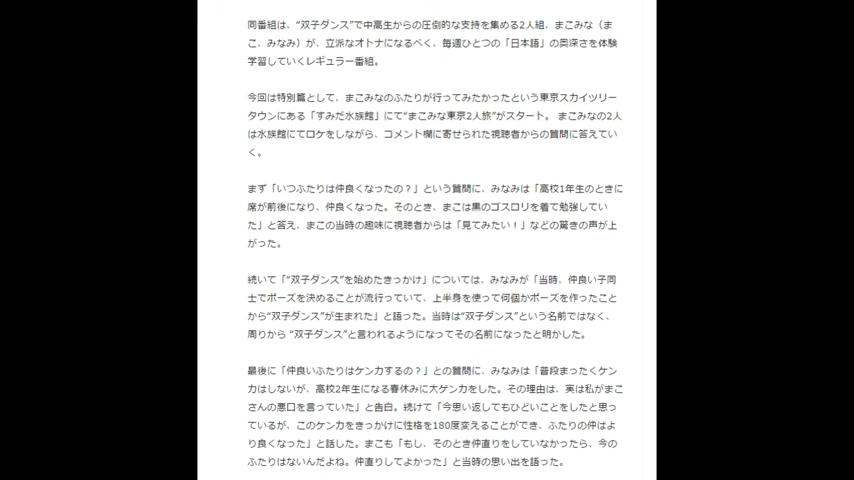 同番組は、“双子ダンス”で中高生からの圧倒的な支持を集める2人組、まこみな（ま
こ、みなみ）が、立派なオトナになるべく、毎週ひとつの「日本語」の奥深さを体験
学習していくレギュラー番組。
今回は特別篇として、まこみなのふたりが行ってみたかったという東京スカイツリー
タウンにある「すみだ水族館」にて“まこみな東京2人旅”がスタート。 まこみなの2人
は水族館にてロケをしながら、コメント欄に寄せられた視聴者からの質問に答えてい
く。
まず「いつふたりは仲良くなったの？」という質問に、みなみは「高校1年生のときに
席が前後になり、仲良くなった。そのとき、まこは黒のゴスロリを着て勉強してい
た」と答え、まこの当時の趣味に視聴者からは「見てみたい！」などの驚きの声が上
がった。
続いて「“双子ダンス”を始めたきっかけ」については、みなみが「当時、仲良い子同
士でポーズを決めることが流行っていて、上半身を使って何個かポーズを作ったこと
から“双子ダンス”が生まれた」と語った。当時は“双子ダンス”という名前ではなく、
周りから “双子ダンス”と言われるようになってその名前になったと明かした。
最後に「仲良いふたりはケンカするの？」との質問に、みなみは「普段まったくケン
カはしないが、高校2年生になる春休みに大ゲンカをした。その理由は、実は私がまこ
さんの悪口を言っていた」と告白。続けて「今思い返してもひどいことをしたと思っ
ているが、このケンカをきっかけに性格を180度変えることができ、ふたりの仲はよ
り良くなった」と話した。まこも「もし、そのとき仲直りをしていなかったら、今の
ふたりはないんだよね。仲直りしてよかった」と当時の思い出を語った。